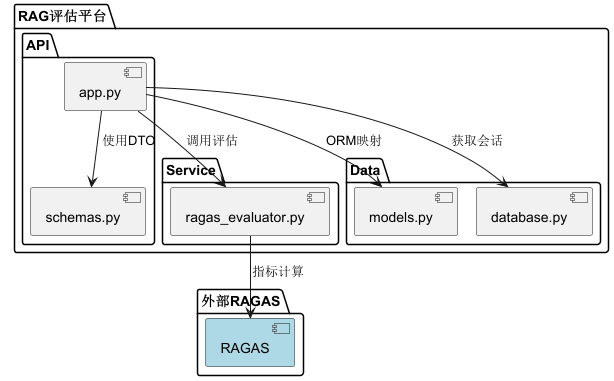 RAG评估平台
API
app.py
使用DTO
调用评估
ORM映射
获取会话
Service
Data
schemas.py
ragas_evaluator.py
models.py
database.py
指标计算
外部RAGAS
RAGAS